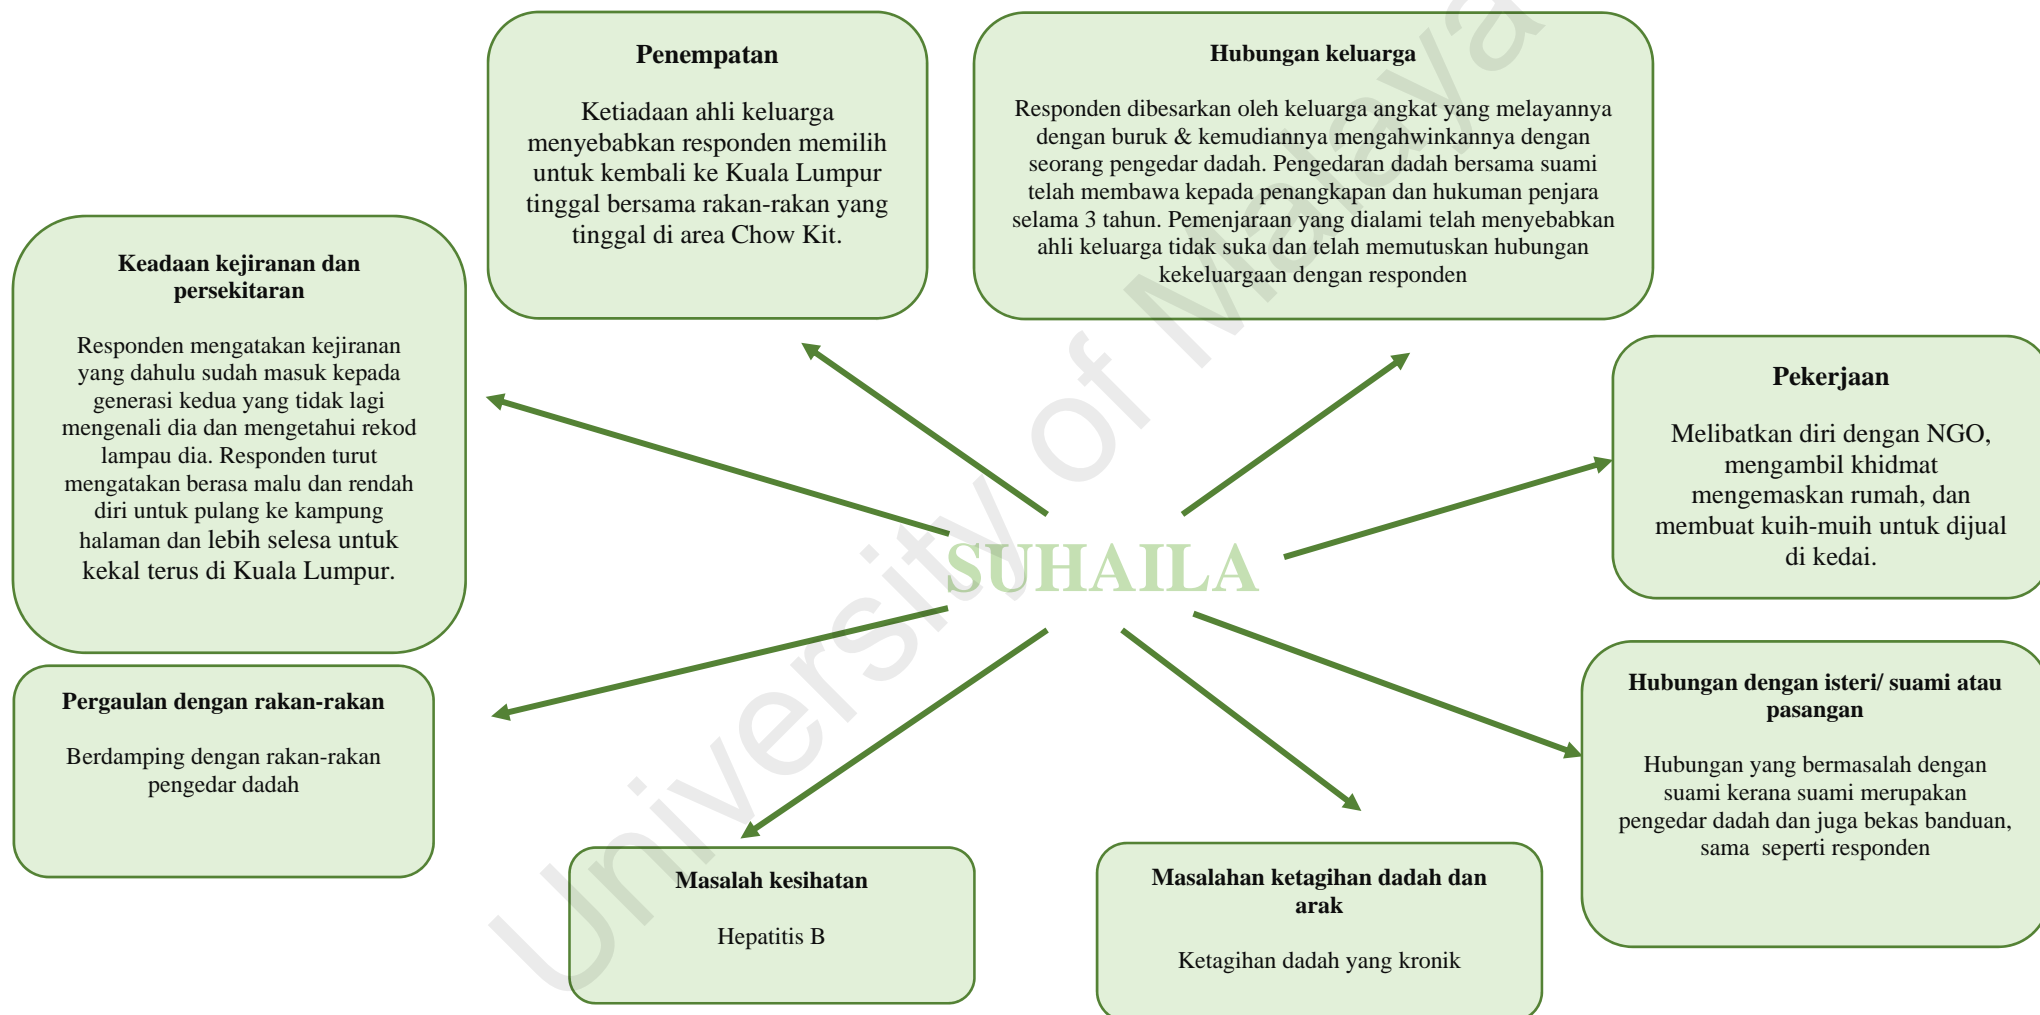 Penempatan
Ketiadaan ahli keluarga
menyebabkan responden memilih
untuk kembali ke Kuala Lumpur
tinggal bersama rakan-rakan yang
tinggal di area Chow Kit.
Hubungan keluarga
Responden dibesarkan oleh keluarga angkat yang melayannya
dengan buruk & kemudiannya mengahwinkannya dengan
seorang pengedar dadah. Pengedaran dadah bersama suami
telah membawa kepada penangkapan dan hukuman penjara
selama 3 tahun. Pemenjaraan yang dialami telah menyebabkan
ahli keluarga tidak suka dan telah memutuskan hubungan
kekeluargaan dengan responden
Keadaan kejiranan dan
persekitaran
Responden mengatakan kejiranan
yang dahulu sudah masuk kepada
generasi kedua yang tidak lagi
mengenali dia dan mengetahui rekod
lampau dia. Responden turut
mengatakan berasa malu dan rendah
diri untuk pulang ke kampung
halaman dan lebih selesa untuk
kekal terus di Kuala Lumpur.
Pekerjaan
Melibatkan diri dengan NGO,
mengambil khidmat
mengemaskan rumah, dan
membuat kuih-muih untuk dijual
di kedai.
SUHAILA
Pergaulan dengan rakan-rakan
Berdamping dengan rakan-rakan
pengedar dadah
Hubungan dengan isteri/ suami atau
pasangan
Hubungan yang bermasalah dengan
suami kerana suami merupakan
pengedar dadah dan juga bekas banduan,
sama  seperti responden
Masalah kesihatan
Hepatitis B
Masalahan ketagihan dadah dan
arak
Ketagihan dadah yang kronik
University of Malaya